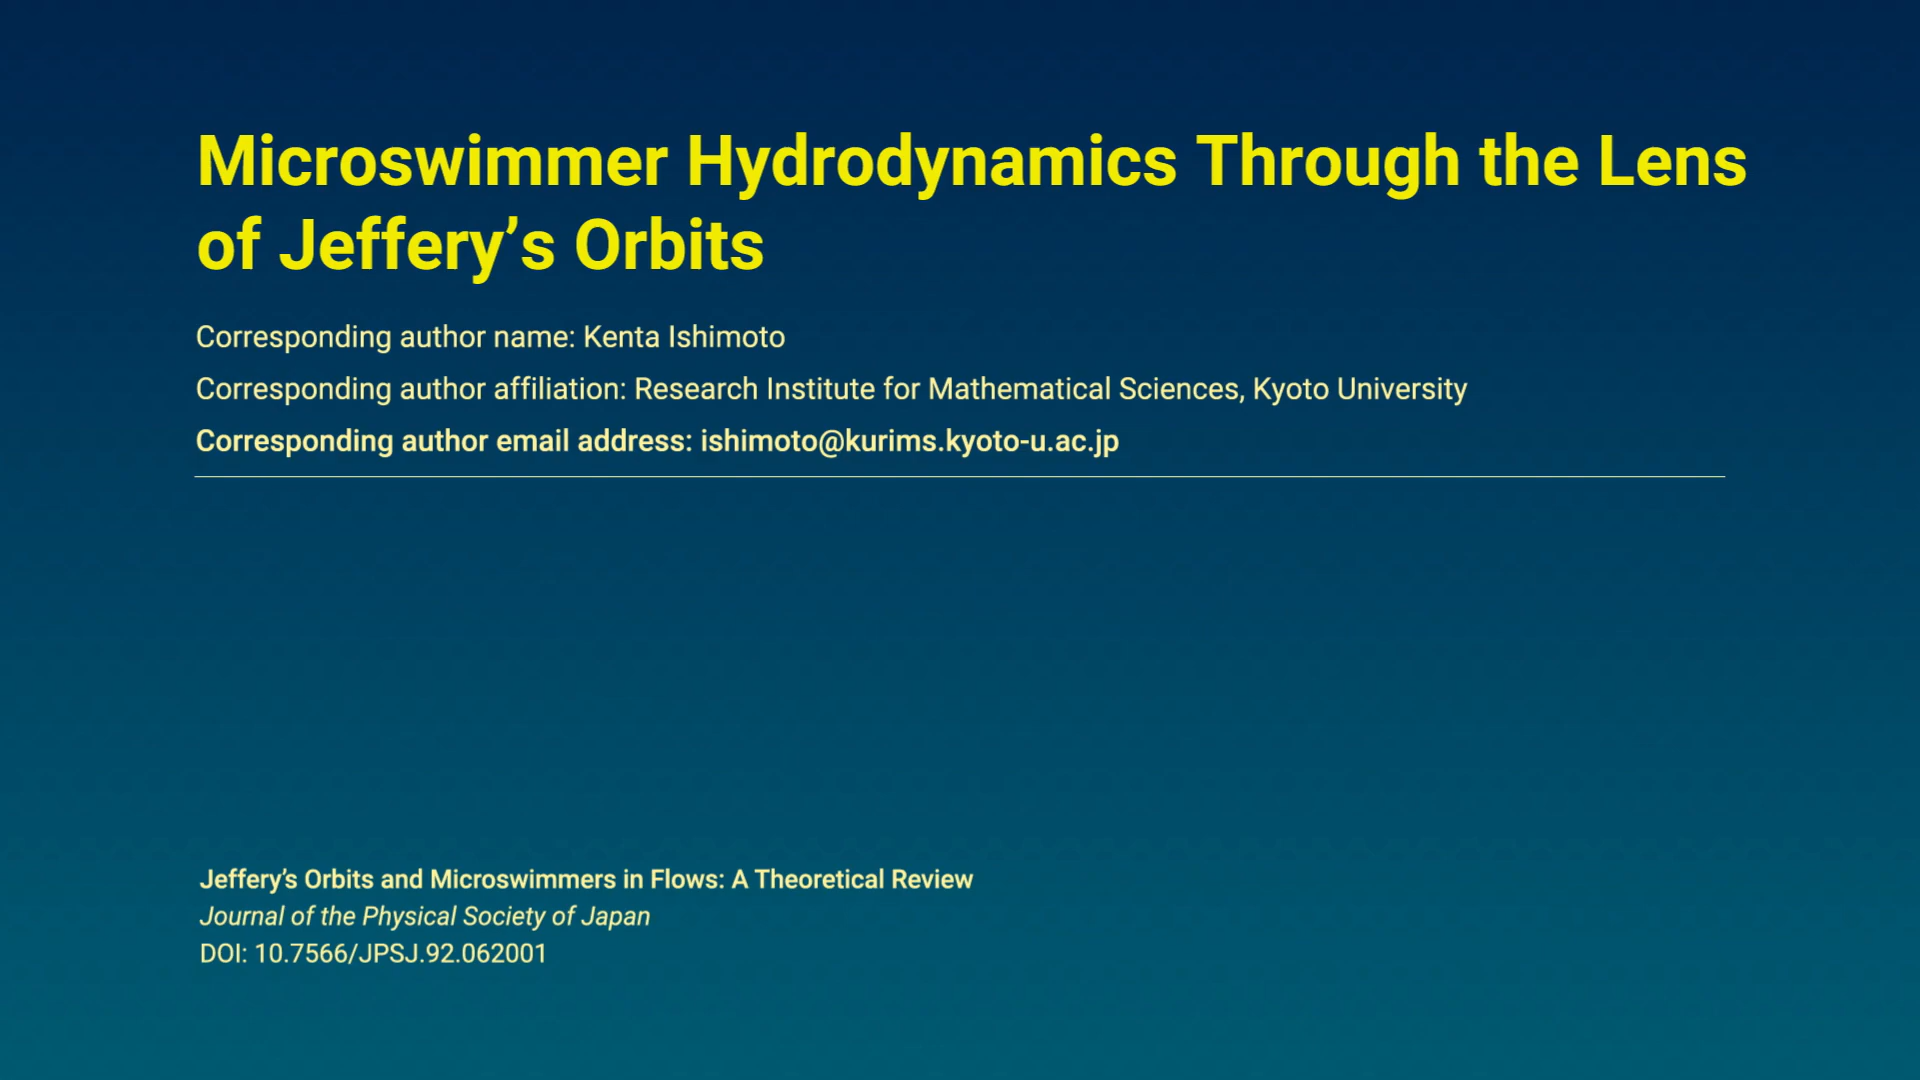 Microswimmer Hydrodynamics Through the Lens
of Jeffery’s Orbits
Corresponding author name: Kenta Ishimoto
Corresponding author affiliation: Research Institute for Mathematical Sciences, Kyoto University
Corresponding author email address: ishimoto@kurims.kyoto-u.ac.jp
Jeffery’s Orbits and Microswimmers in Flows: A Theoretical Review
Journal of the Physical Society of Japan
DOI: 10.7566/JPSJ.92.062001